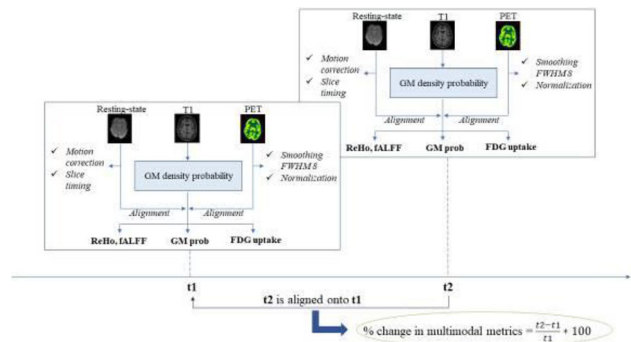 Resting-state T1 PET
✓ Motion correction
✓ Slice timing
✓ Smoothing FWHM 8
✓ Normalization
GM density probability
Alignment Alignment
ReHo, fALFF GM prob FDG uptake
Resting-state T1 PET
✓ Motion correction
✓ Slice timing
✓ Smoothing FWHM 8
✓ Normalization
GM density probability
Alignment Alignment
ReHo, fALFF GM prob FDG uptake
t1 t2
t2 is aligned onto t1
% change in multimodal metrics = \frac{t2-t1}{t1} + 100